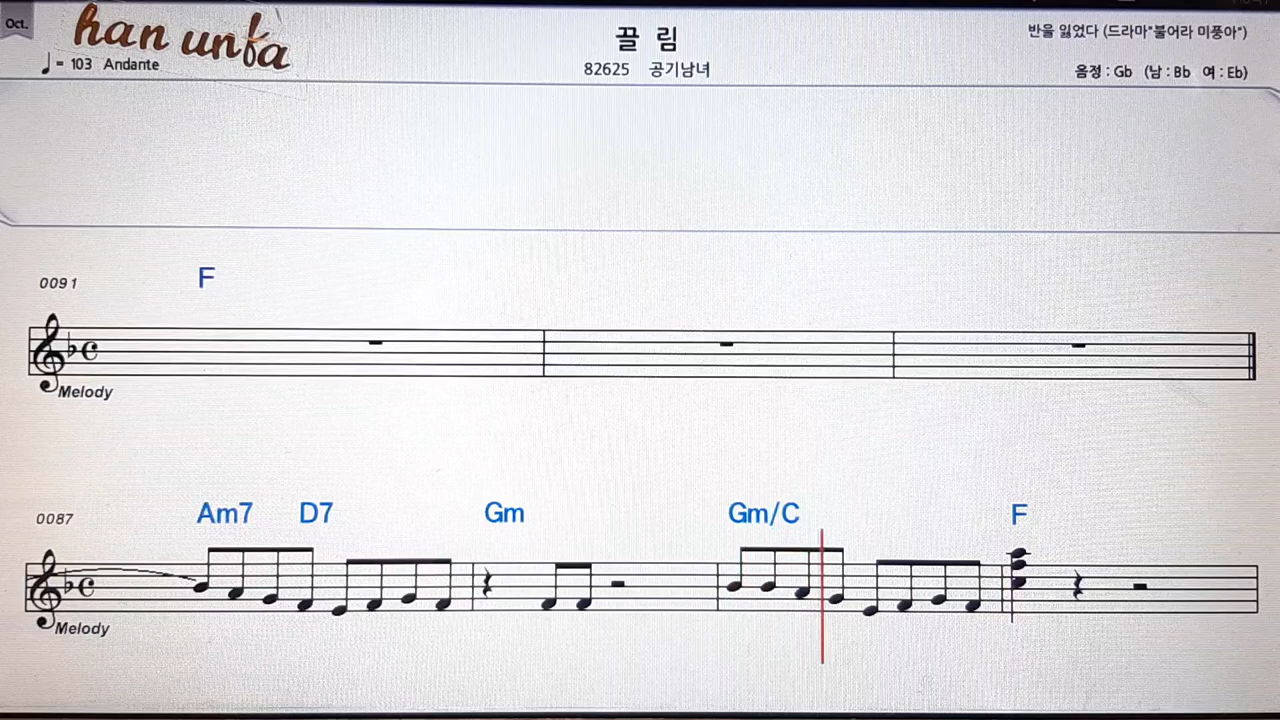 Oct.
han unfa
끌 림
반을 잃었다 (드라마"불어라 미풍아")
♩= 103 Andante
82625 공기남녀
음정 : Gb (남 : Bb 여 : Eb)
0091 F
Melody
0087 Am7 D7 Gm Gm/C F
Melody